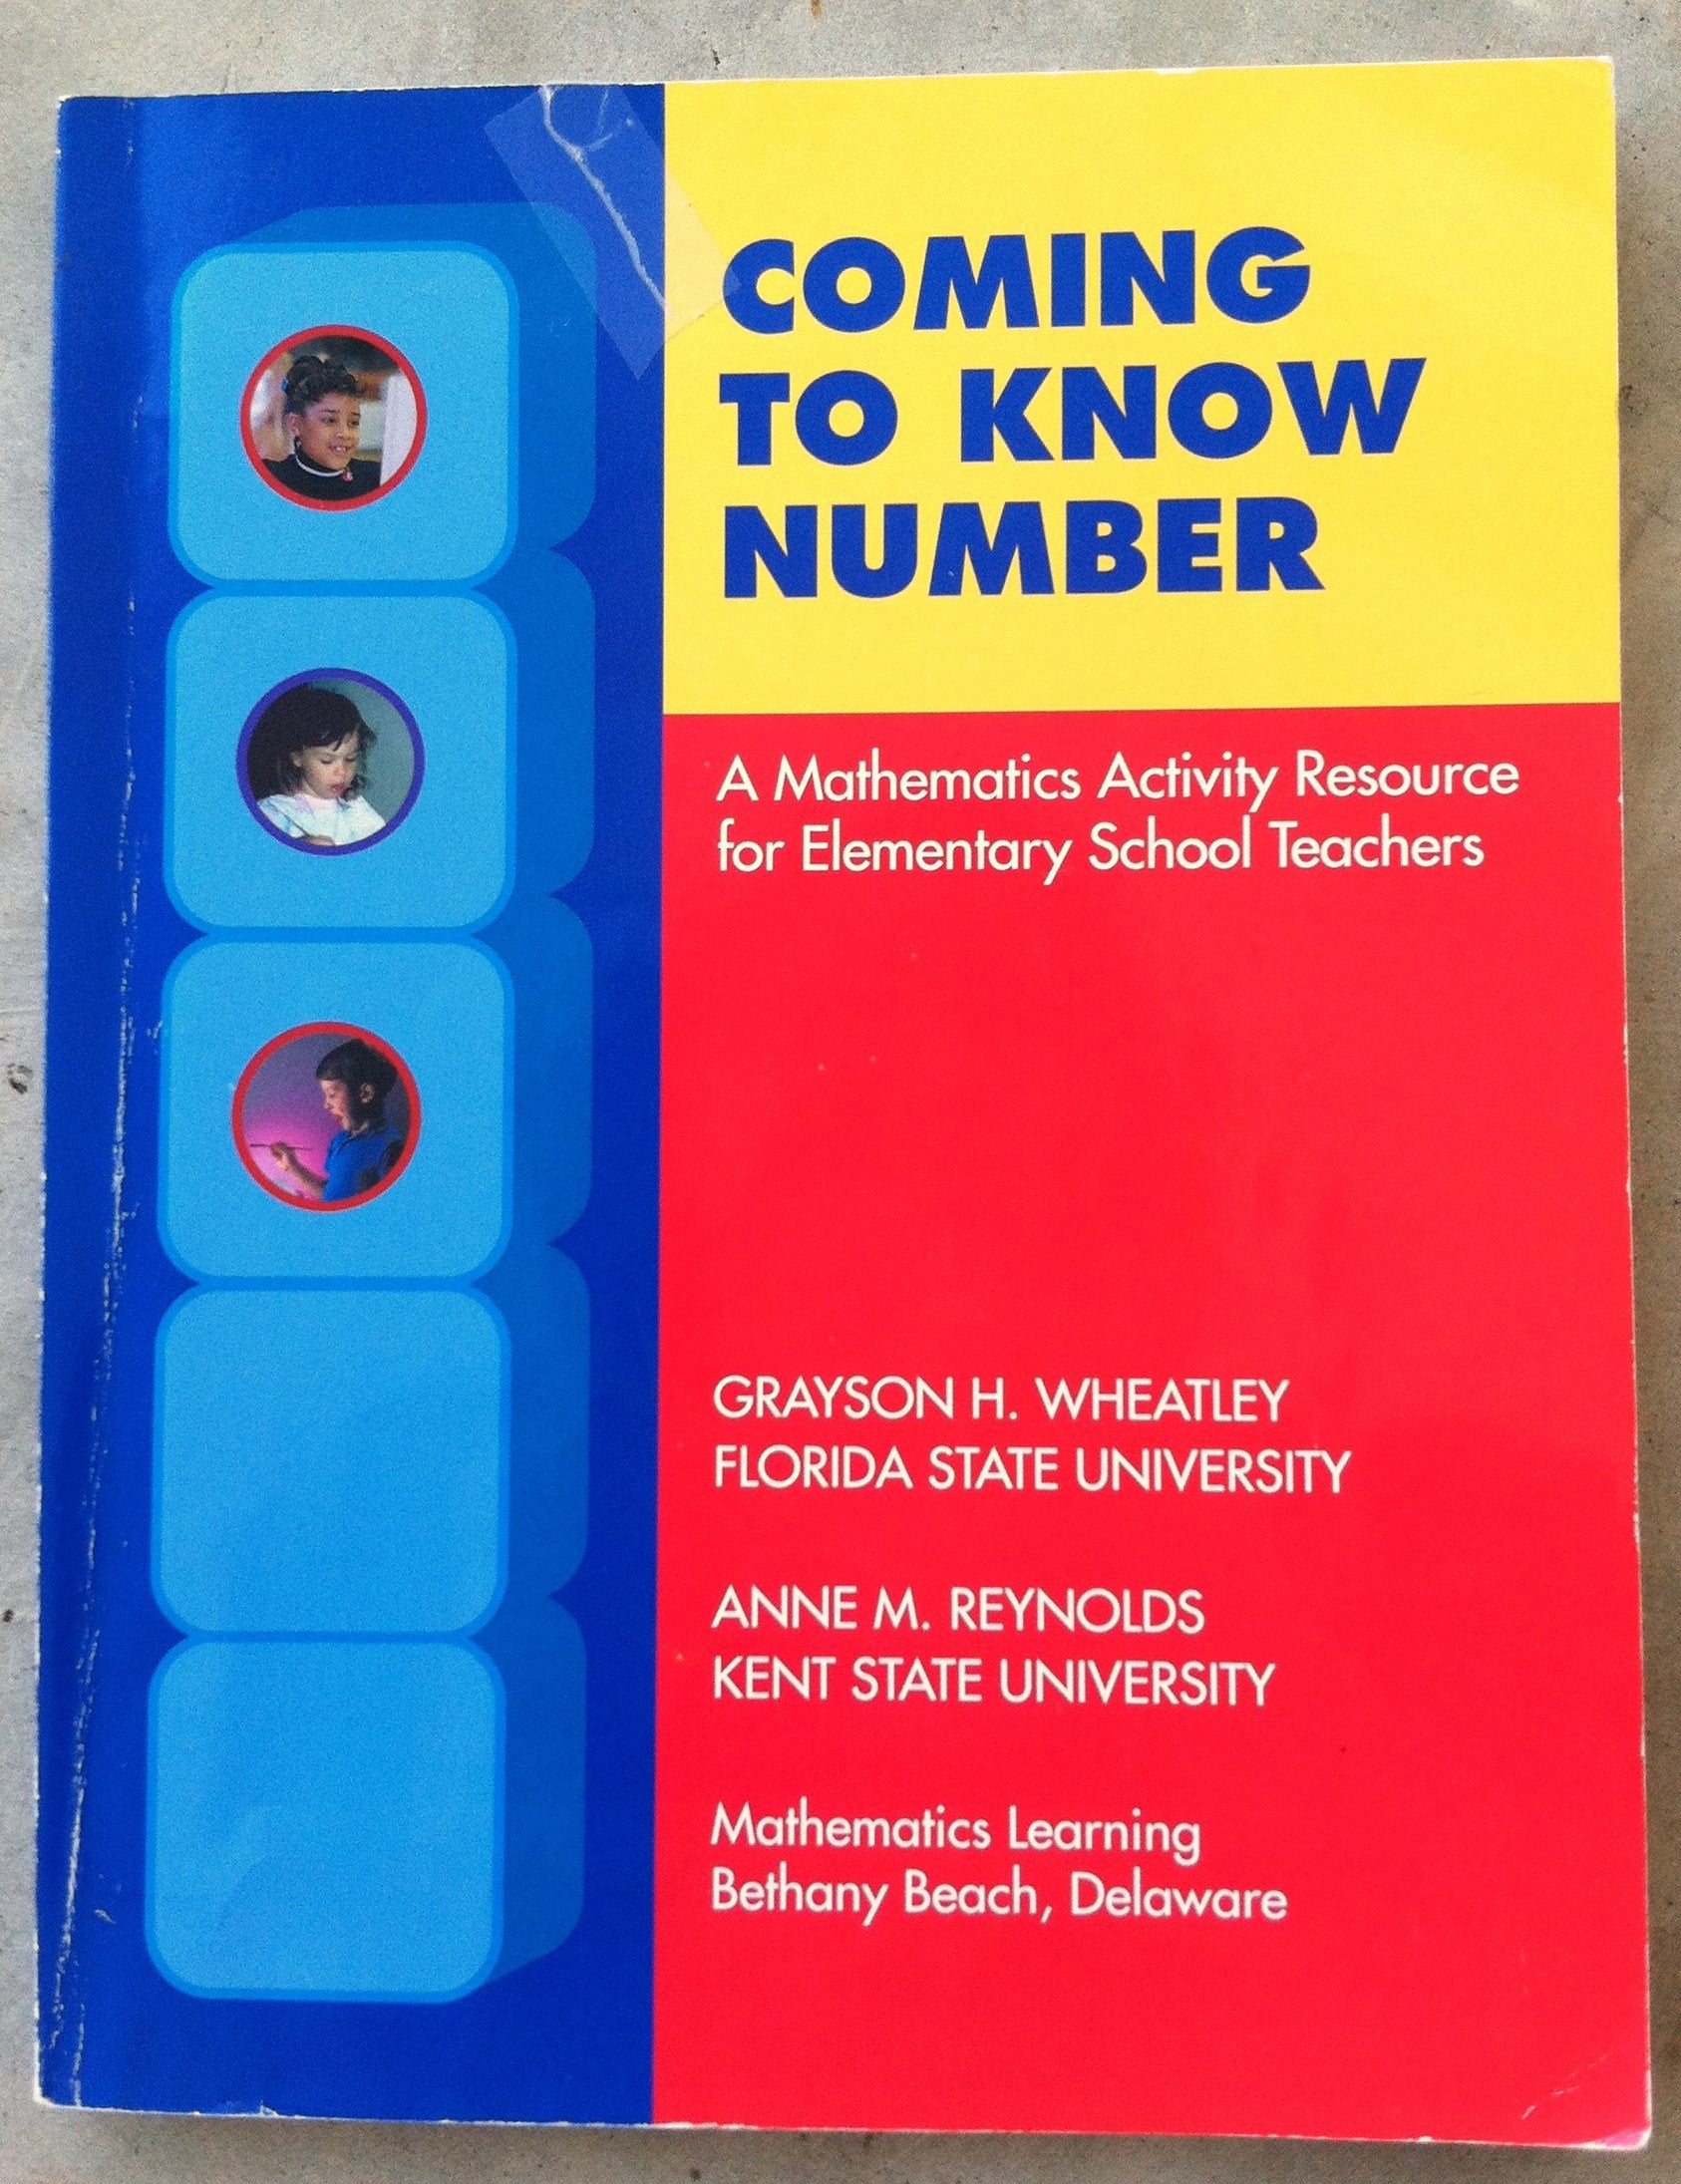 COMING
TO KNOW
NUMBER
A Mathematics Activity Resource
for Elementary School Teachers
GRAYSON H. WHEATLEY
FLORIDA STATE UNIVERSITY
ANNE M. REYNOLDS
KENT STATE UNIVERSITY
Mathematics Learning
Bethany Beach, Delaware